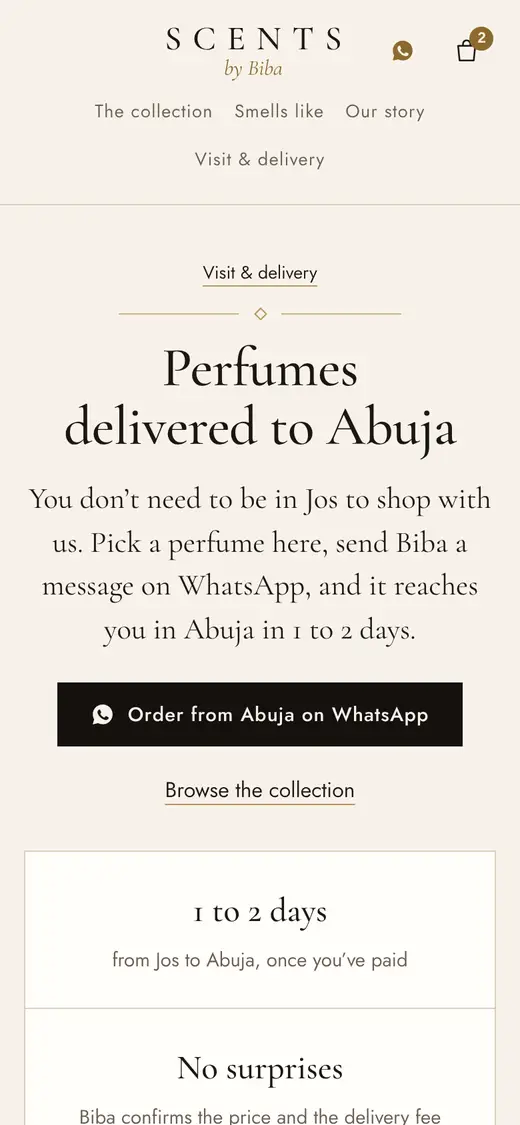 SCENTS
by Biba
2
The collection Smells like Our story
Visit & delivery
Visit & delivery
Perfumes
delivered to Abuja
You don’t need to be in Jos to shop with
us. Pick a perfume here, send Biba a
message on WhatsApp, and it reaches
you in Abuja in 1 to 2 days.
Order from Abuja on WhatsApp
Browse the collection
1 to 2 days
from Jos to Abuja, once you’ve paid
No surprises
Biba confirms the price and the delivery fee